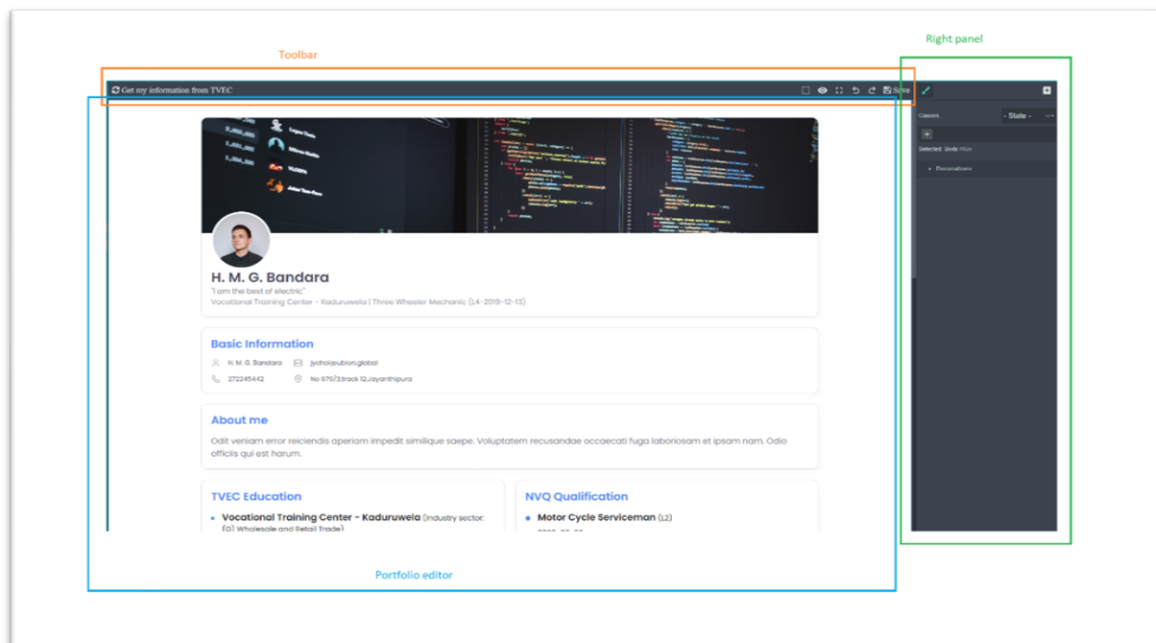 Right panel
Toolbar
Get my information from TVEC
Save
Classes
- State -
Selected Body
Decorations
H. M. G. Bandara
"I am the best of electric"
Vocational Training Center - Kaduruwela | Three Wheeler Mechanic (L4-2019-12-13)
Basic Information
H. M. G. Bandara
jycho@ubion.global
272245442
No 679/3,track 12,Jayanthipura
About me
Odit veniam error reiciendis aperiam impedit similique saepe. Voluptatem recusandae occaecati fuga laboriosam et ipsam nam. Odio
officiis qui est harum.
TVEC Education
Vocational Training Center - Kaduruwela (Industry sector:
(G) Wholesale and Retail Trade)
NVQ Qualification
Motor Cycle Serviceman (L2)
Portfolio editor